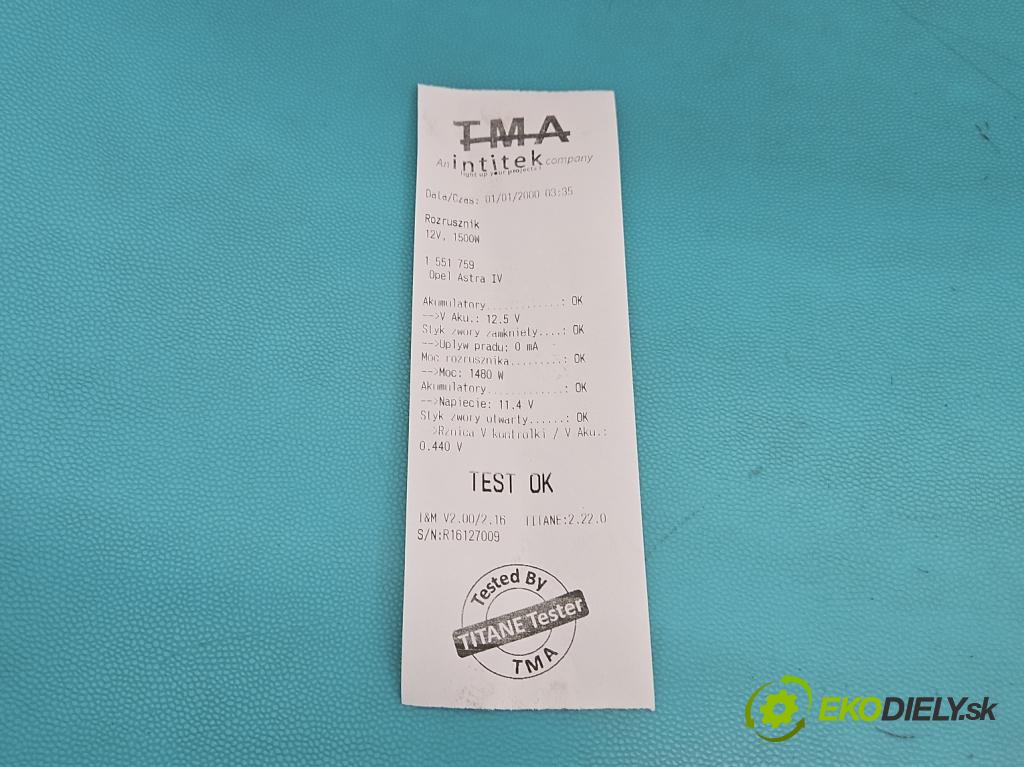 TMA
An intitek company
light up your projects!
Data/Czas: 01/01/2000 03:35
Rozrusznik
12V, 1500W
1 551 759
Opel Astra IV
Akumulatory.............: OK
-->V Aku.: 12.5 V
Styk zwory zamkniety....: OK
-->Uplyw pradu: 0 mA
Moc rozrusznika.........: OK
-->Moc: 1480 W
Akumulatory.............: OK
-->Napiecie: 11.4 V
Styk zwory otwarty......: OK
->Rznica V kontrolki / V Aku.:
0.440 V
TEST OK
I&M V2.00/2.16 TITANE:2.22.0
S/N:R16127009
Tested By
TITANE Tester
TMA
EKODIELY.sk